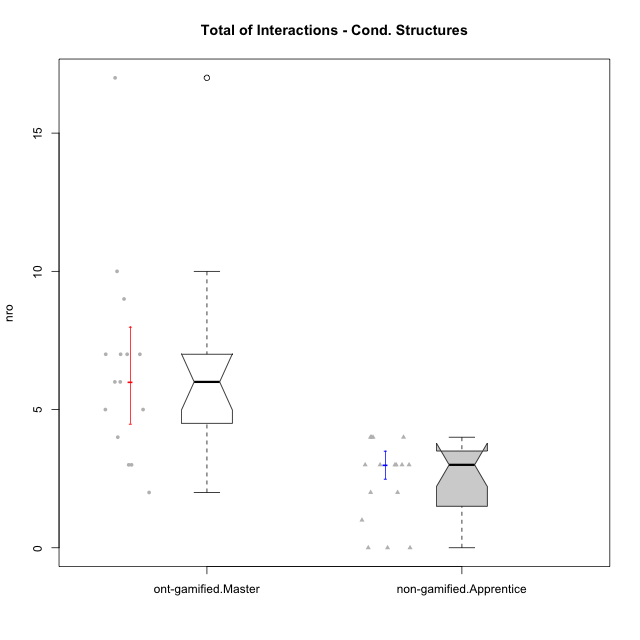 Total of Interactions - Cond. Structures
nro
15
10
5
0
ont-gamified.Master
non-gamified.Apprentice